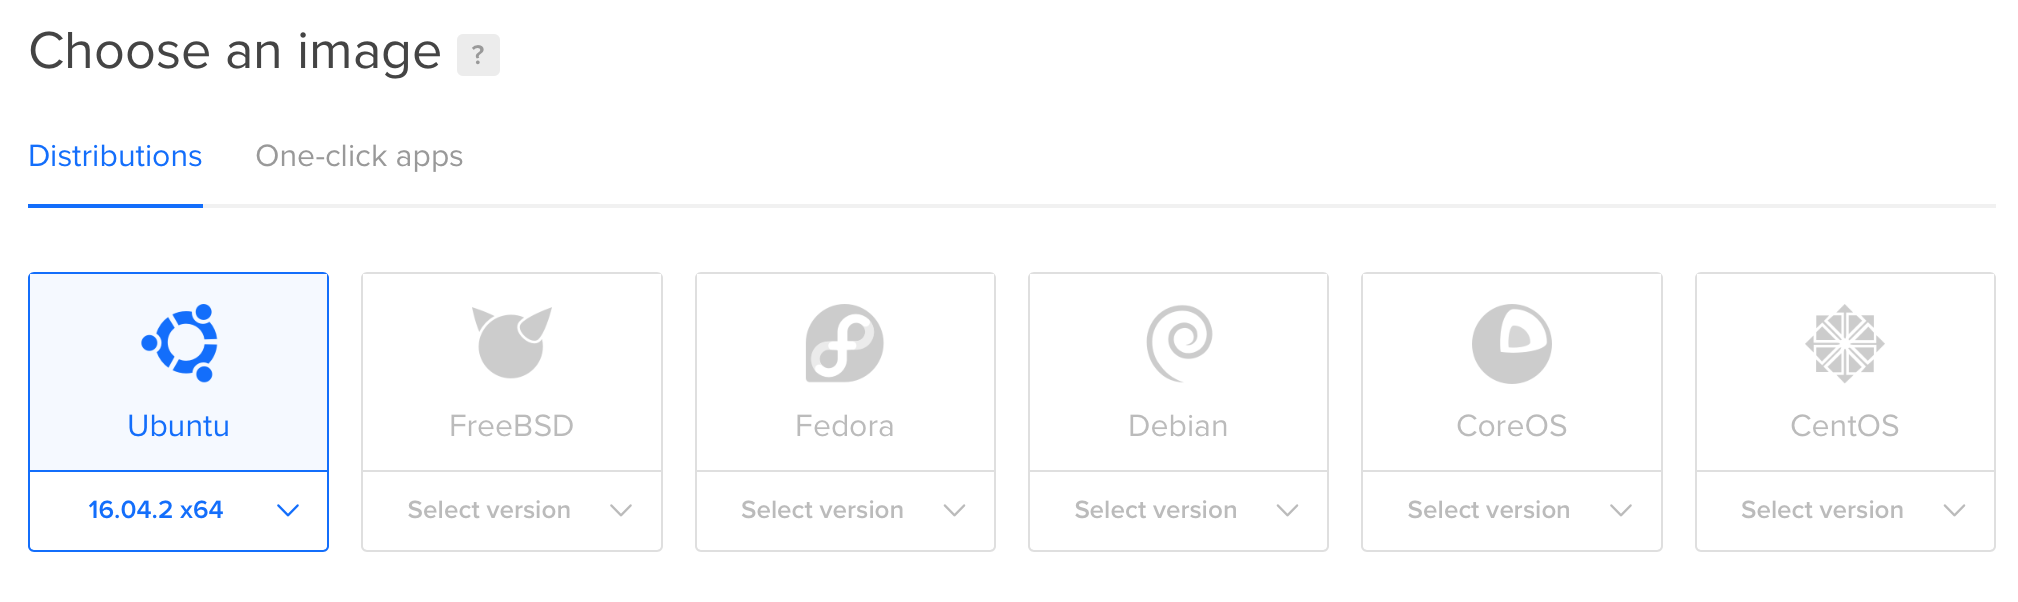 Choose an image ?
Distributions One-click apps
Ubuntu FreeBSD Fedora Debian CoreOS CentOS
16.04.2 x64 Select version Select version Select version Select version Select version